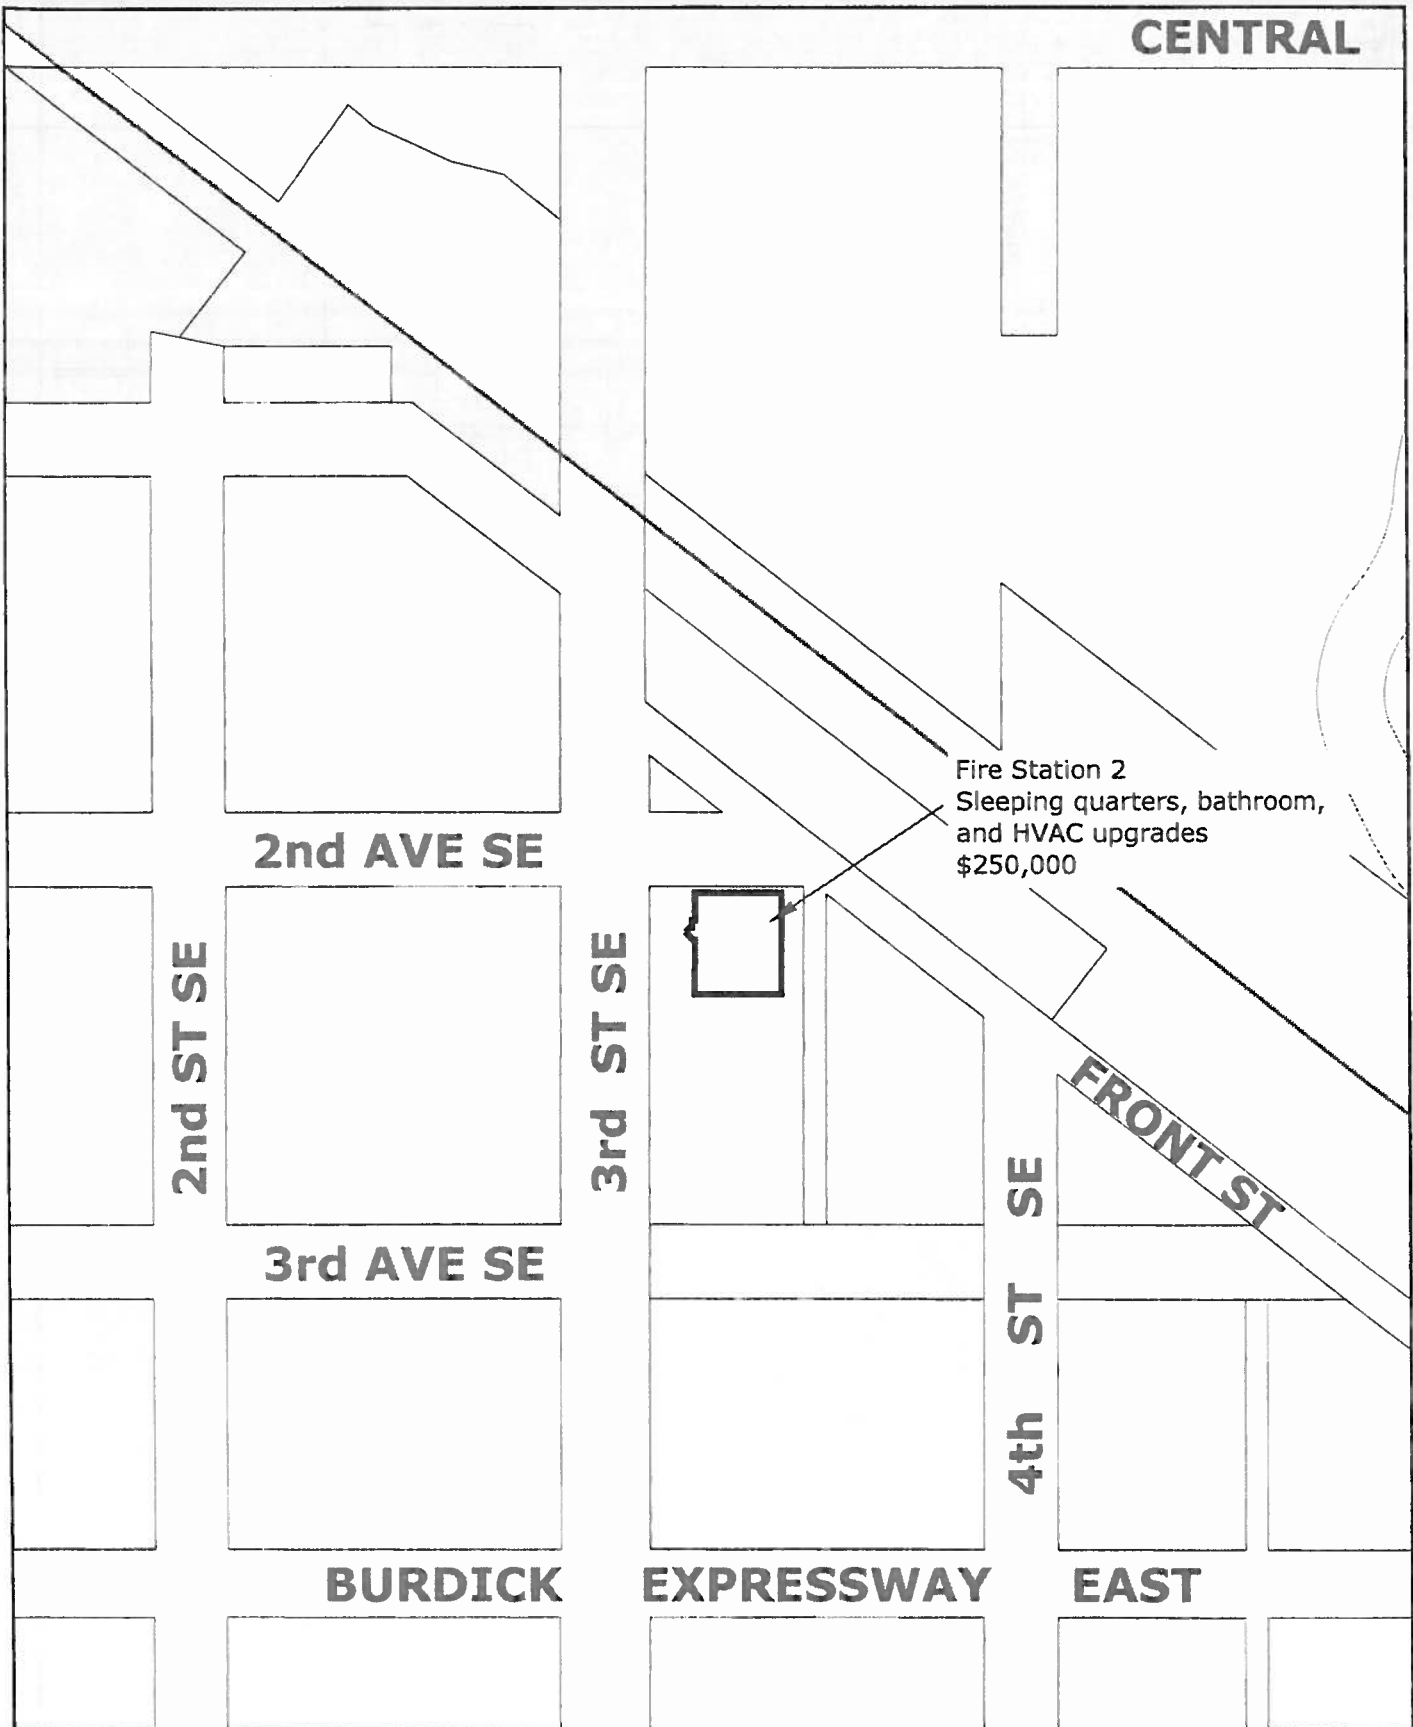 CENTRAL
Fire Station 2
Sleeping quarters, bathroom,
and HVAC upgrades
$250,000
2nd AVE SE
2nd ST SE
3rd ST SE
FRONT ST
4th ST SE
3rd AVE SE
BURDICK EXPRESSWAY EAST